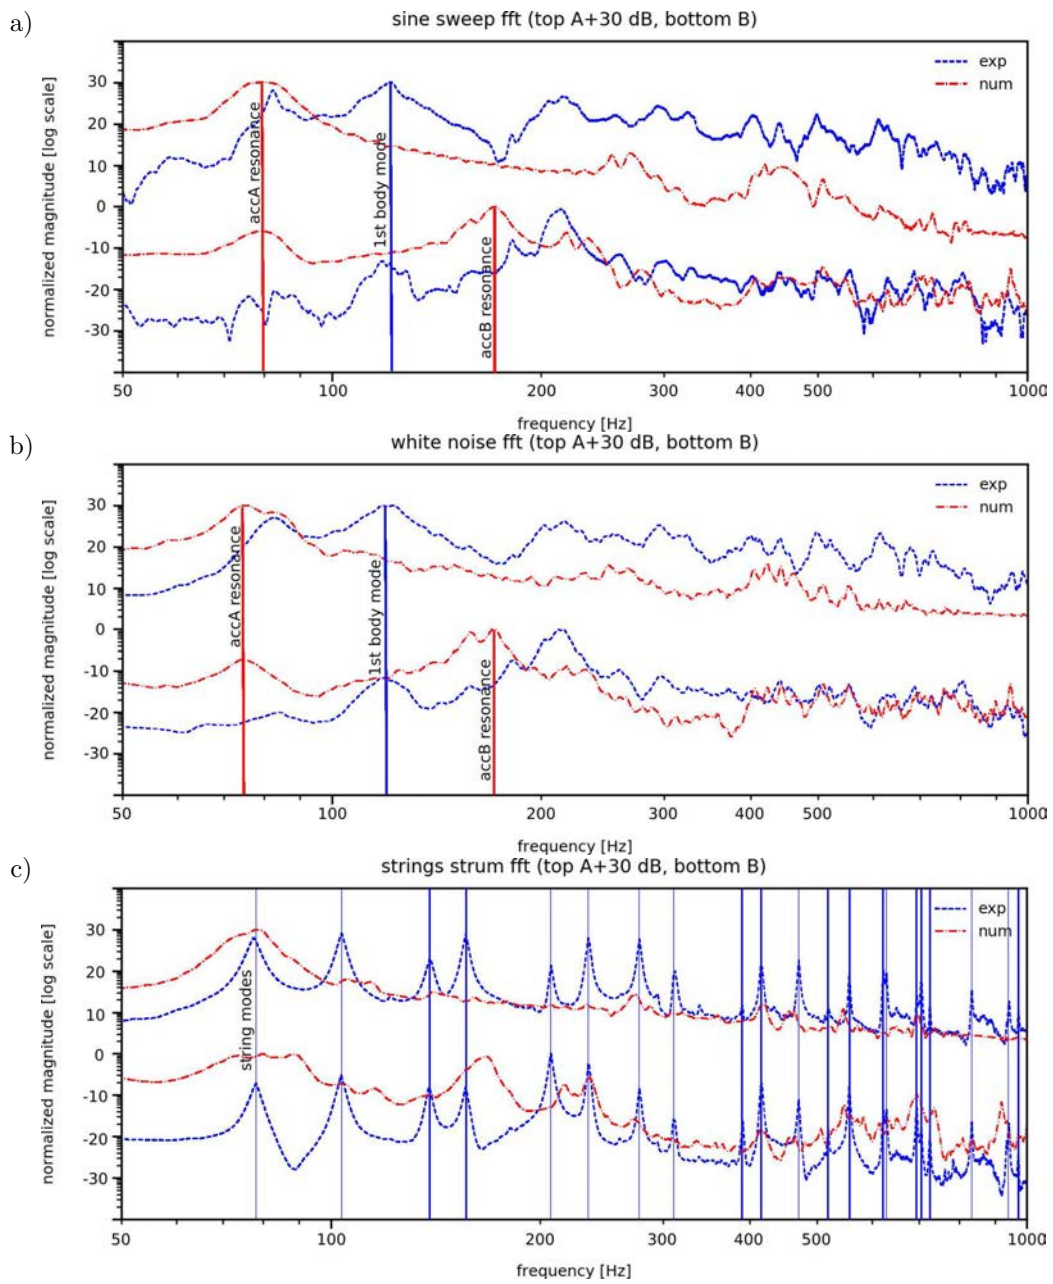 a)
sine sweep fft (top A+30 dB, bottom B)
normalized magnitude [log scale]
30
20
10
0
-10
-20
-30
accA resonance
1st body mode
accB resonance
exp
num
50
100
200
300
400
500
1000
frequency [Hz]
b)
white noise fft (top A+30 dB, bottom B)
normalized magnitude [log scale]
30
20
10
0
-10
-20
-30
accA resonance
1st body mode
accB resonance
exp
num
50
100
200
300
400
500
1000
frequency [Hz]
c)
strings strum fft (top A+30 dB, bottom B)
normalized magnitude [log scale]
30
20
10
0
-10
-20
-30
string modes
exp
num
50
100
200
300
400
500
1000
frequency [Hz]